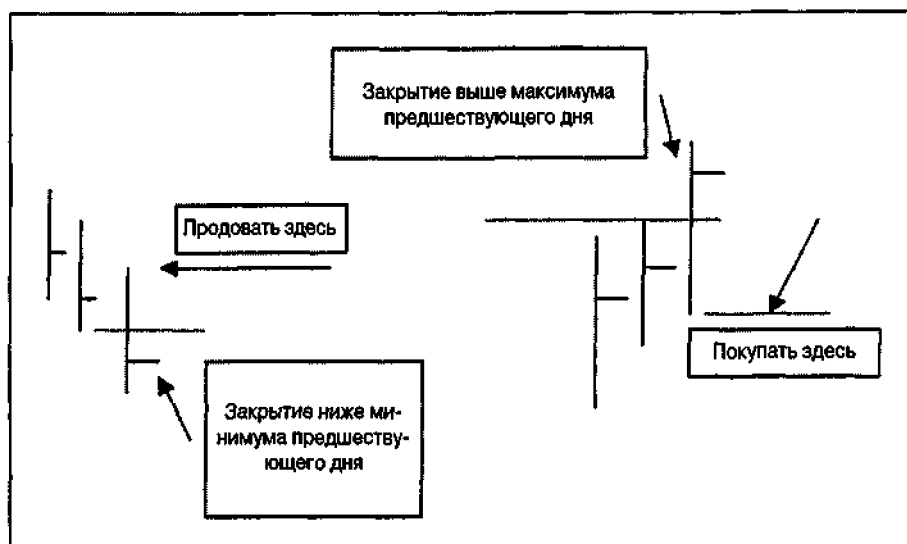 Закрытие выше максимума
предшествующего дня
Продовать здесь
Покупать здесь
Закрытие ниже ми-
нимума предшеству-
ющего дня